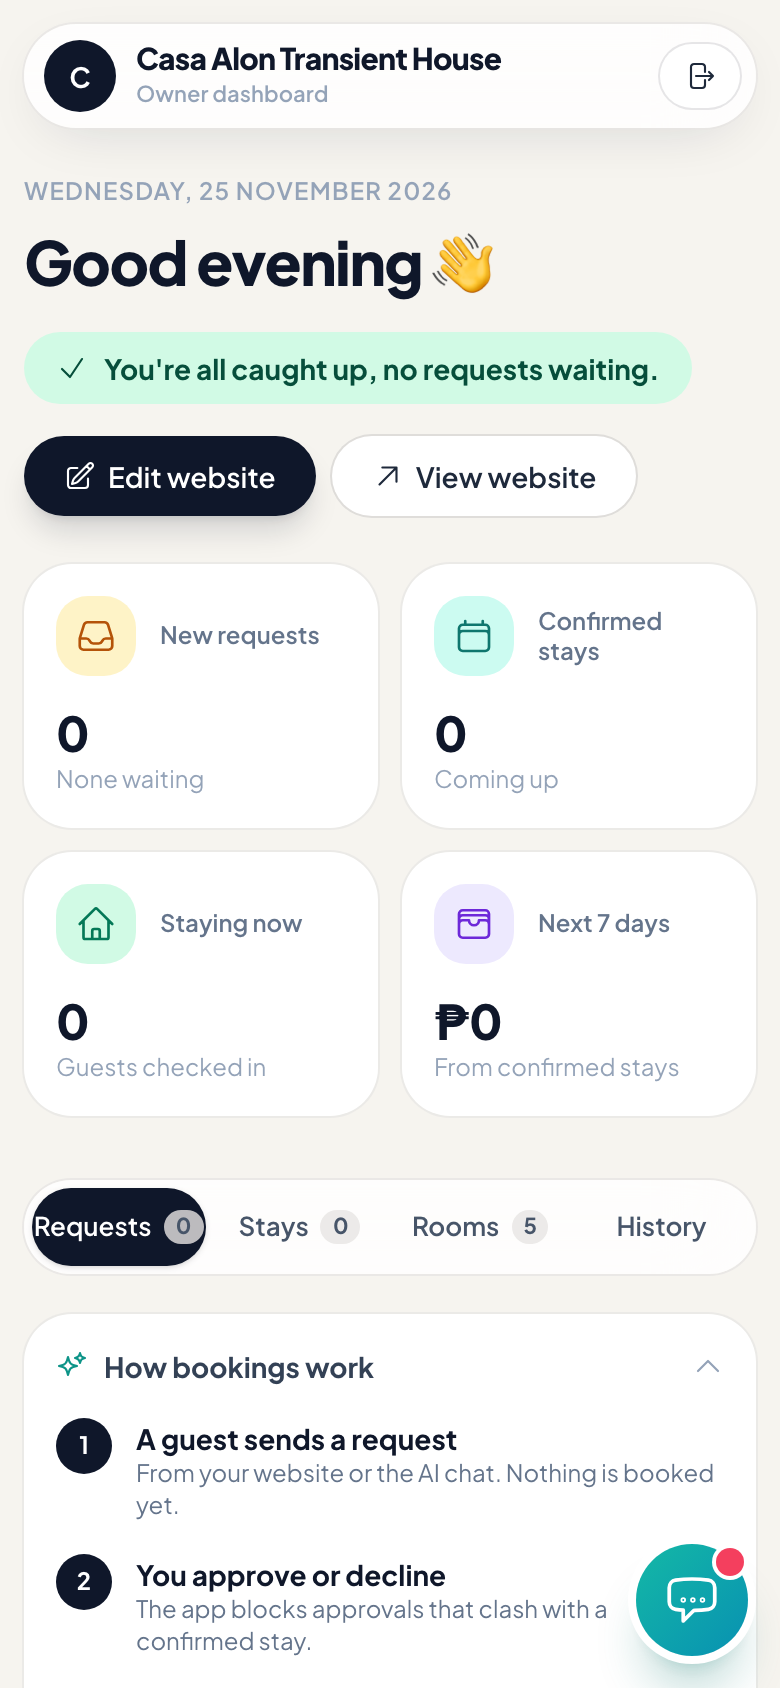 C
Casa Alon Transient House
Owner dashboard
WEDNESDAY, 25 NOVEMBER 2026
Good evening 👋
You're all caught up, no requests waiting.
Edit website
View website
New requests
0
None waiting
Confirmed
stays
0
Coming up
Staying now
0
Guests checked in
Next 7 days
₱0
From confirmed stays
Requests 0
Stays 0
Rooms 5
History
How bookings work
1
A guest sends a request
From your website or the AI chat. Nothing is booked
yet.
2
You approve or decline
The app blocks approvals that clash with a
confirmed stay.